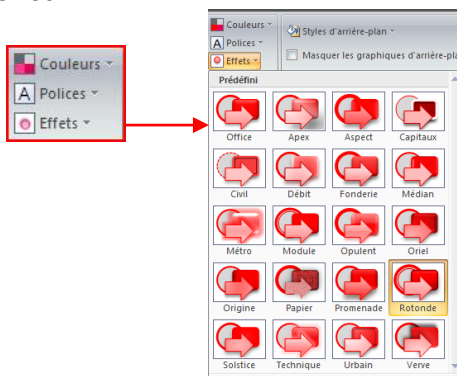 Couleurs
Polices
Effets
Couleurs
Polices
Effets
Styles d'arrière-plan
Masquer les graphiques d'arrière-pla
Prédéfini
Office Apex Aspect Capitaux
Civil Débit Fonderie Médian
Métro Module Opulent Oriel
Origine Papier Promenade Rotonde
Solstice Technique Urbain Verve